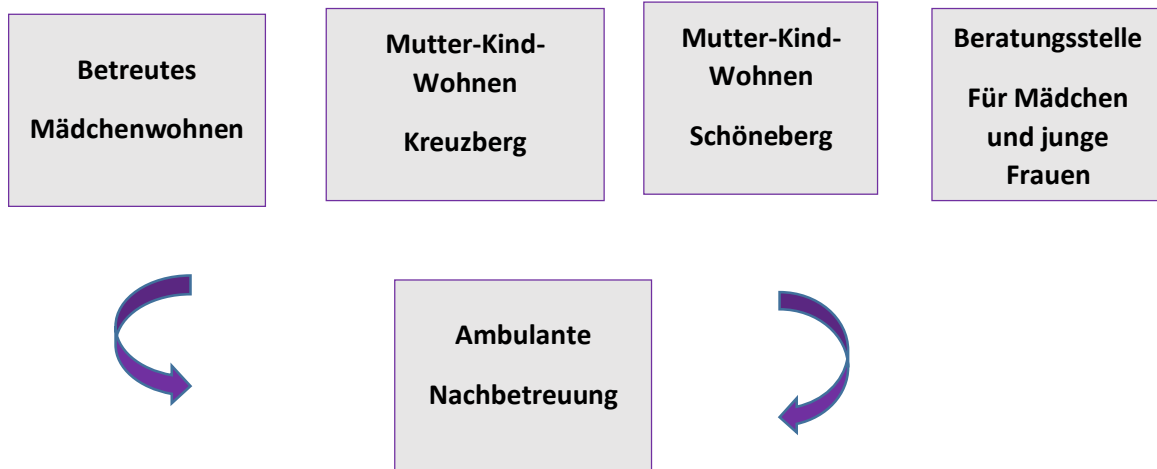 Betreutes
Mädchenwohnen
Mutter-Kind-
Wohnen
Kreuzberg
Mutter-Kind-
Wohnen
Schöneberg
Beratungsstelle
Für Mädchen
und junge
Frauen
Ambulante
Nachbetreuung